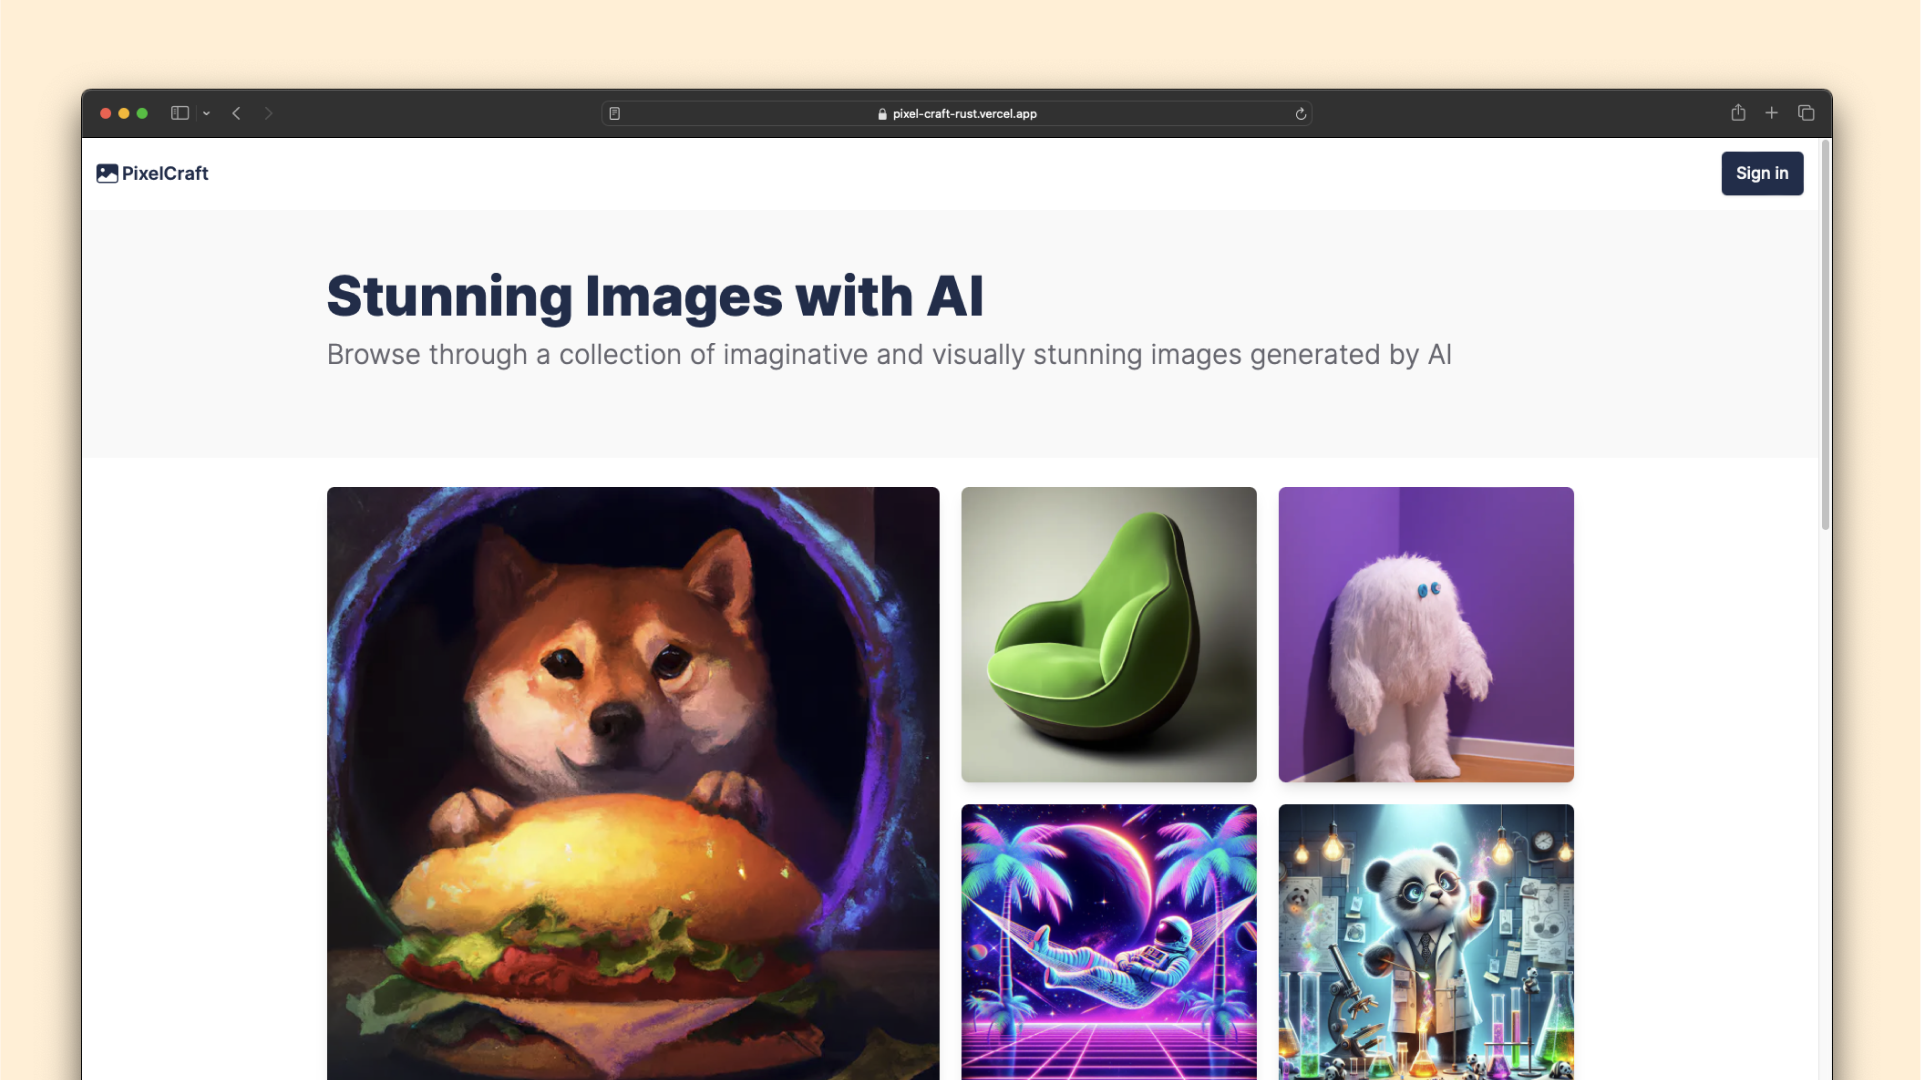 pixel-craft-rust.vercel.app
PixelCraft
Sign in
Stunning Images with AI
Browse through a collection of imaginative and visually stunning images generated by AI